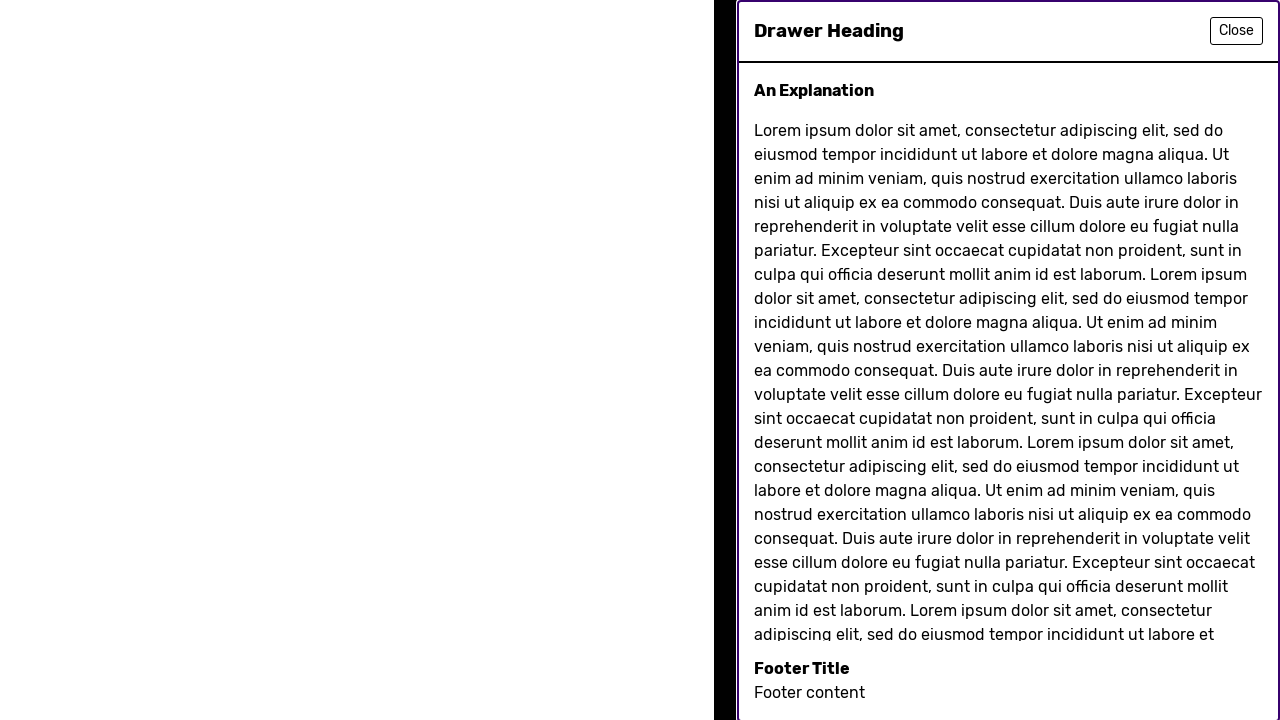 Drawer Heading
Close
An Explanation
Lorem ipsum dolor sit amet, consectetur adipiscing elit, sed do
eiusmod tempor incididunt ut labore et dolore magna aliqua. Ut
enim ad minim veniam, quis nostrud exercitation ullamco laboris
nisi ut aliquip ex ea commodo consequat. Duis aute irure dolor in
reprehenderit in voluptate velit esse cillum dolore eu fugiat nulla
pariatur. Excepteur sint occaecat cupidatat non proident, sunt in
culpa qui officia deserunt mollit anim id est laborum. Lorem ipsum
dolor sit amet, consectetur adipiscing elit, sed do eiusmod tempor
incididunt ut labore et dolore magna aliqua. Ut enim ad minim
veniam, quis nostrud exercitation ullamco laboris nisi ut aliquip ex
ea commodo consequat. Duis aute irure dolor in reprehenderit in
voluptate velit esse cillum dolore eu fugiat nulla pariatur. Excepteur
sint occaecat cupidatat non proident, sunt in culpa qui officia
deserunt mollit anim id est laborum. Lorem ipsum dolor sit amet,
consectetur adipiscing elit, sed do eiusmod tempor incididunt ut
labore et dolore magna aliqua. Ut enim ad minim veniam, quis
nostrud exercitation ullamco laboris nisi ut aliquip ex ea commodo
consequat. Duis aute irure dolor in reprehenderit in voluptate velit
esse cillum dolore eu fugiat nulla pariatur. Excepteur sint occaecat
cupidatat non proident, sunt in culpa qui officia deserunt mollit
anim id est laborum. Lorem ipsum dolor sit amet, consectetur
adipiscing elit, sed do eiusmod tempor incididunt ut labore et
Footer Title
Footer content